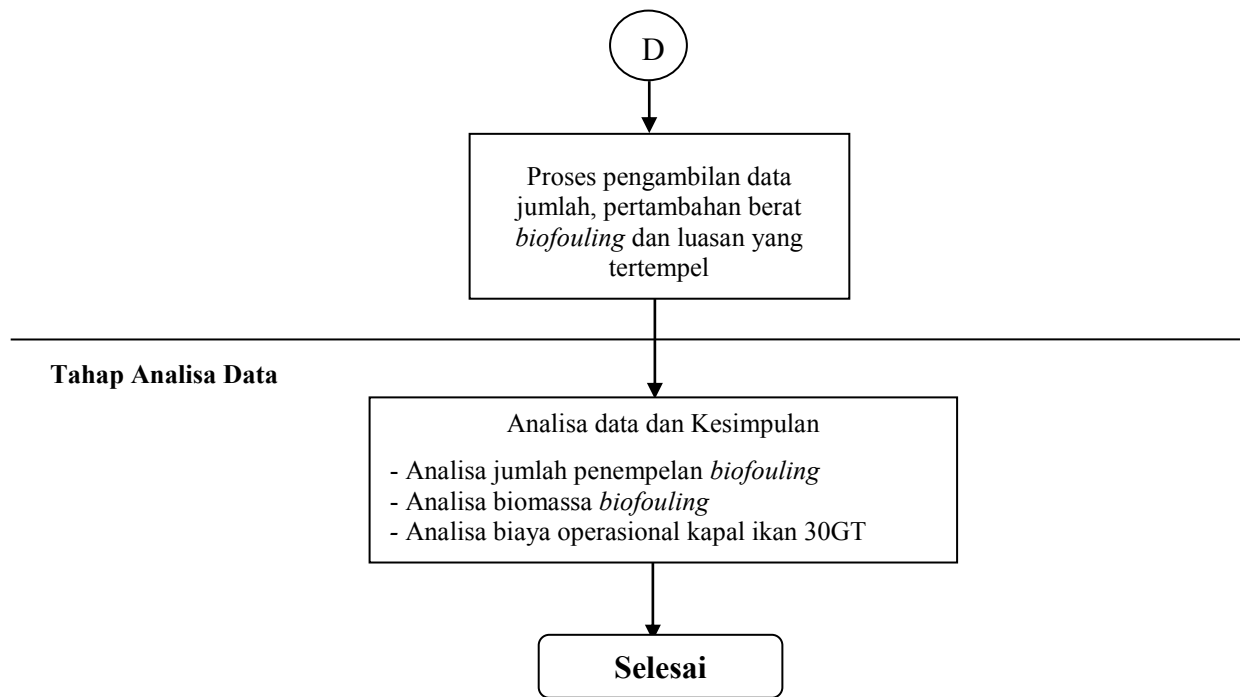 D
Proses pengambilan data
jumlah, pertambahan berat
biofouling dan luasan yang
tertempel
Tahap Analisa Data
Analisa data dan Kesimpulan
- Analisa jumlah penempelan biofouling
- Analisa biomassa biofouling
- Analisa biaya operasional kapal ikan 30GT
Selesai